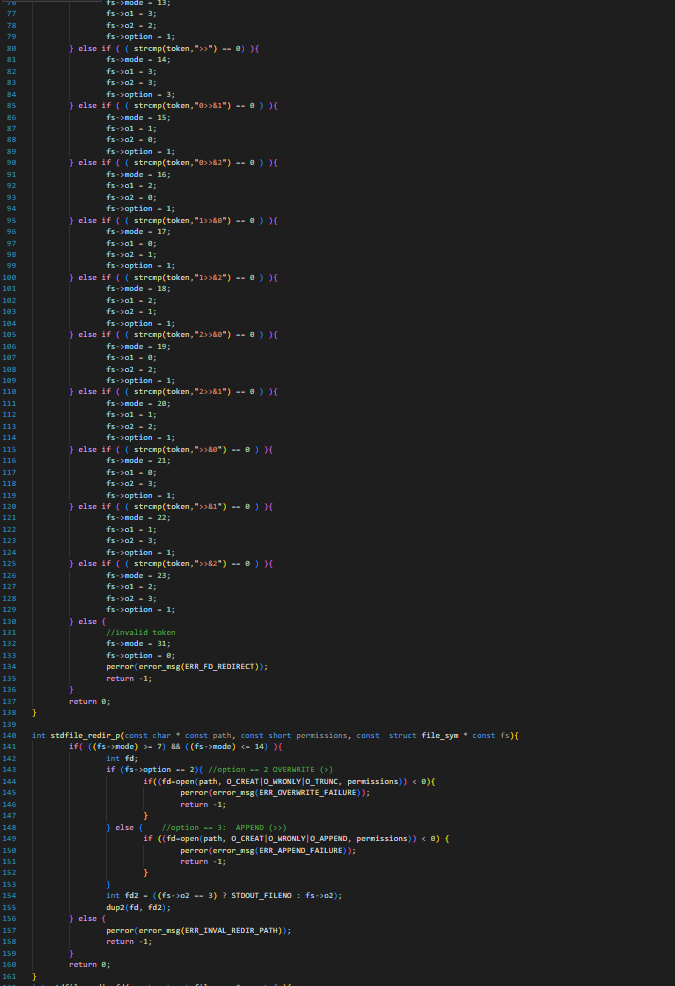 76 fs->mode = 13;
77 fs->o1 = 3;
78 fs->o2 = 2;
79 fs->option = 1;
80 } else if ( ( strcmp(token,">>") == 0) ){
81 fs->mode = 14;
82 fs->o1 = 3;
83 fs->o2 = 3;
84 fs->option = 3;
85 } else if ( ( strcmp(token,"0>>&1") == 0 ) ){
86 fs->mode = 15;
87 fs->o1 = 1;
88 fs->o2 = 0;
89 fs->option = 1;
90 } else if ( ( strcmp(token,"0>>&2") == 0 ) ){
91 fs->mode = 16;
92 fs->o1 = 2;
93 fs->o2 = 0;
94 fs->option = 1;
95 } else if ( ( strcmp(token,"1>>&0") == 0 ) ){
96 fs->mode = 17;
97 fs->o1 = 0;
98 fs->o2 = 1;
99 fs->option = 1;
100 } else if ( ( strcmp(token,"1>>&2") == 0 ) ){
101 fs->mode = 18;
102 fs->o1 = 2;
103 fs->o2 = 1;
104 fs->option = 1;
105 } else if ( ( strcmp(token,"2>>&0") == 0 ) ){
106 fs->mode = 19;
107 fs->o1 = 0;
108 fs->o2 = 2;
109 fs->option = 1;
110 } else if ( ( strcmp(token,"2>>&1") == 0 ) ){
111 fs->mode = 20;
112 fs->o1 = 1;
113 fs->o2 = 2;
114 fs->option = 1;
115 } else if ( ( strcmp(token,">>&0") == 0 ) ){
116 fs->mode = 21;
117 fs->o1 = 0;
118 fs->o2 = 3;
119 fs->option = 1;
120 } else if ( ( strcmp(token,">>&1") == 0 ) ){
121 fs->mode = 22;
122 fs->o1 = 1;
123 fs->o2 = 3;
124 fs->option = 1;
125 } else if ( ( strcmp(token,">>&2") == 0 ) ){
126 fs->mode = 23;
127 fs->o1 = 2;
128 fs->o2 = 3;
129 fs->option = 1;
130 } else {
131 //invalid token
132 fs->mode = 31;
133 fs->option = 0;
134 perror(error_msg(ERR_FD_REDIRECT));
135 return -1;
136 }
137 return 0;
138 }
139
140 int stdfile_redir_p(const char * const path, const short permissions, const  struct file_sym * const fs){
141 if( ((fs->mode) >= 7) && ((fs->mode) <= 14) ){
142 int fd;
143 if (fs->option == 2){ //option == 2 OVERWRITE (>)
144 if((fd=open(path, O_CREAT|O_WRONLY|O_TRUNC, permissions)) < 0){
145 perror(error_msg(ERR_OVERWRITE_FAILURE));
146 return -1;
147 }
148 } else {    //option == 3:  APPEND (>>)
149 if ((fd=open(path, O_CREAT|O_WRONLY|O_APPEND, permissions)) < 0) {
150 perror(error_msg(ERR_APPEND_FAILURE));
151 return -1;
152 }
153 }
154 int fd2 = ((fs->o2 == 3) ? STDOUT_FILENO : fs->o2);
155 dup2(fd, fd2);
156 } else {
157 perror(error_msg(ERR_INVAL_REDIR_PATH));
158 return -1;
159 }
160 return 0;
161 }